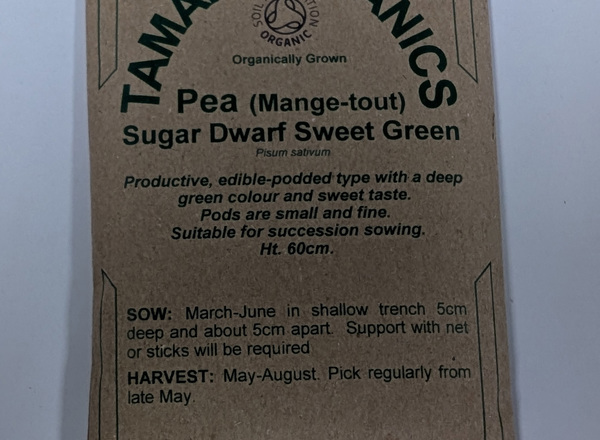 SOIL
ORGANIC
Organically Grown
Pea (Mange-tout)
Sugar Dwarf Sweet Green
Pisum sativum
Productive, edible-podded type with a deep
green colour and sweet taste.
Pods are small and fine.
Suitable for succession sowing.
Ht. 60cm.
SOW: March-June in shallow trench 5cm
deep and about 5cm apart. Support with net
or sticks will be required
HARVEST: May-August. Pick regularly from
late May.